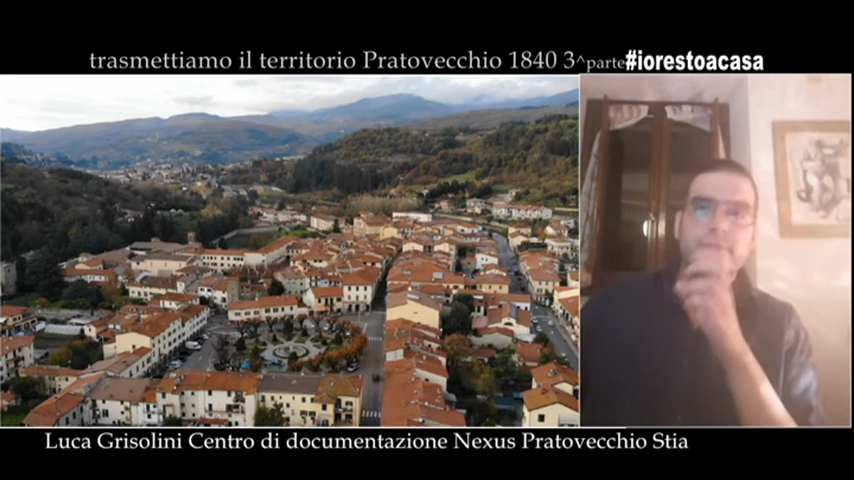 trasmettiamo il territorio Pratovecchio 1840 3^parte#iorestoacasa
Luca Grisolini Centro di documentazione Nexus Pratovecchio Stia